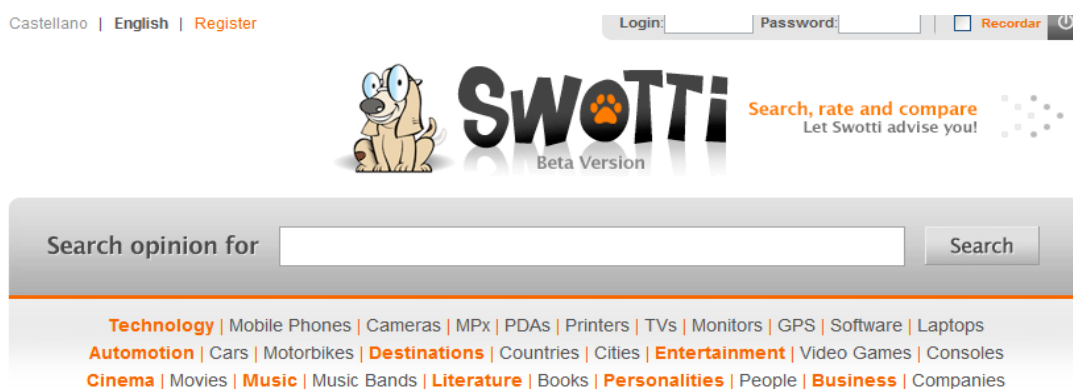 Castellano | English | Register
Login: Password: Recordar
SWOTTi
Beta Version
Search, rate and compare
Let Swotti advise you!
Search opinion for Search
Technology | Mobile Phones | Cameras | MPx | PDAs | Printers | TVs | Monitors | GPS | Software | Laptops
Automotion | Cars | Motorbikes | Destinations | Countries | Cities | Entertainment | Video Games | Consoles
Cinema | Movies | Music | Music Bands | Literature | Books | Personalities | People | Business | Companies